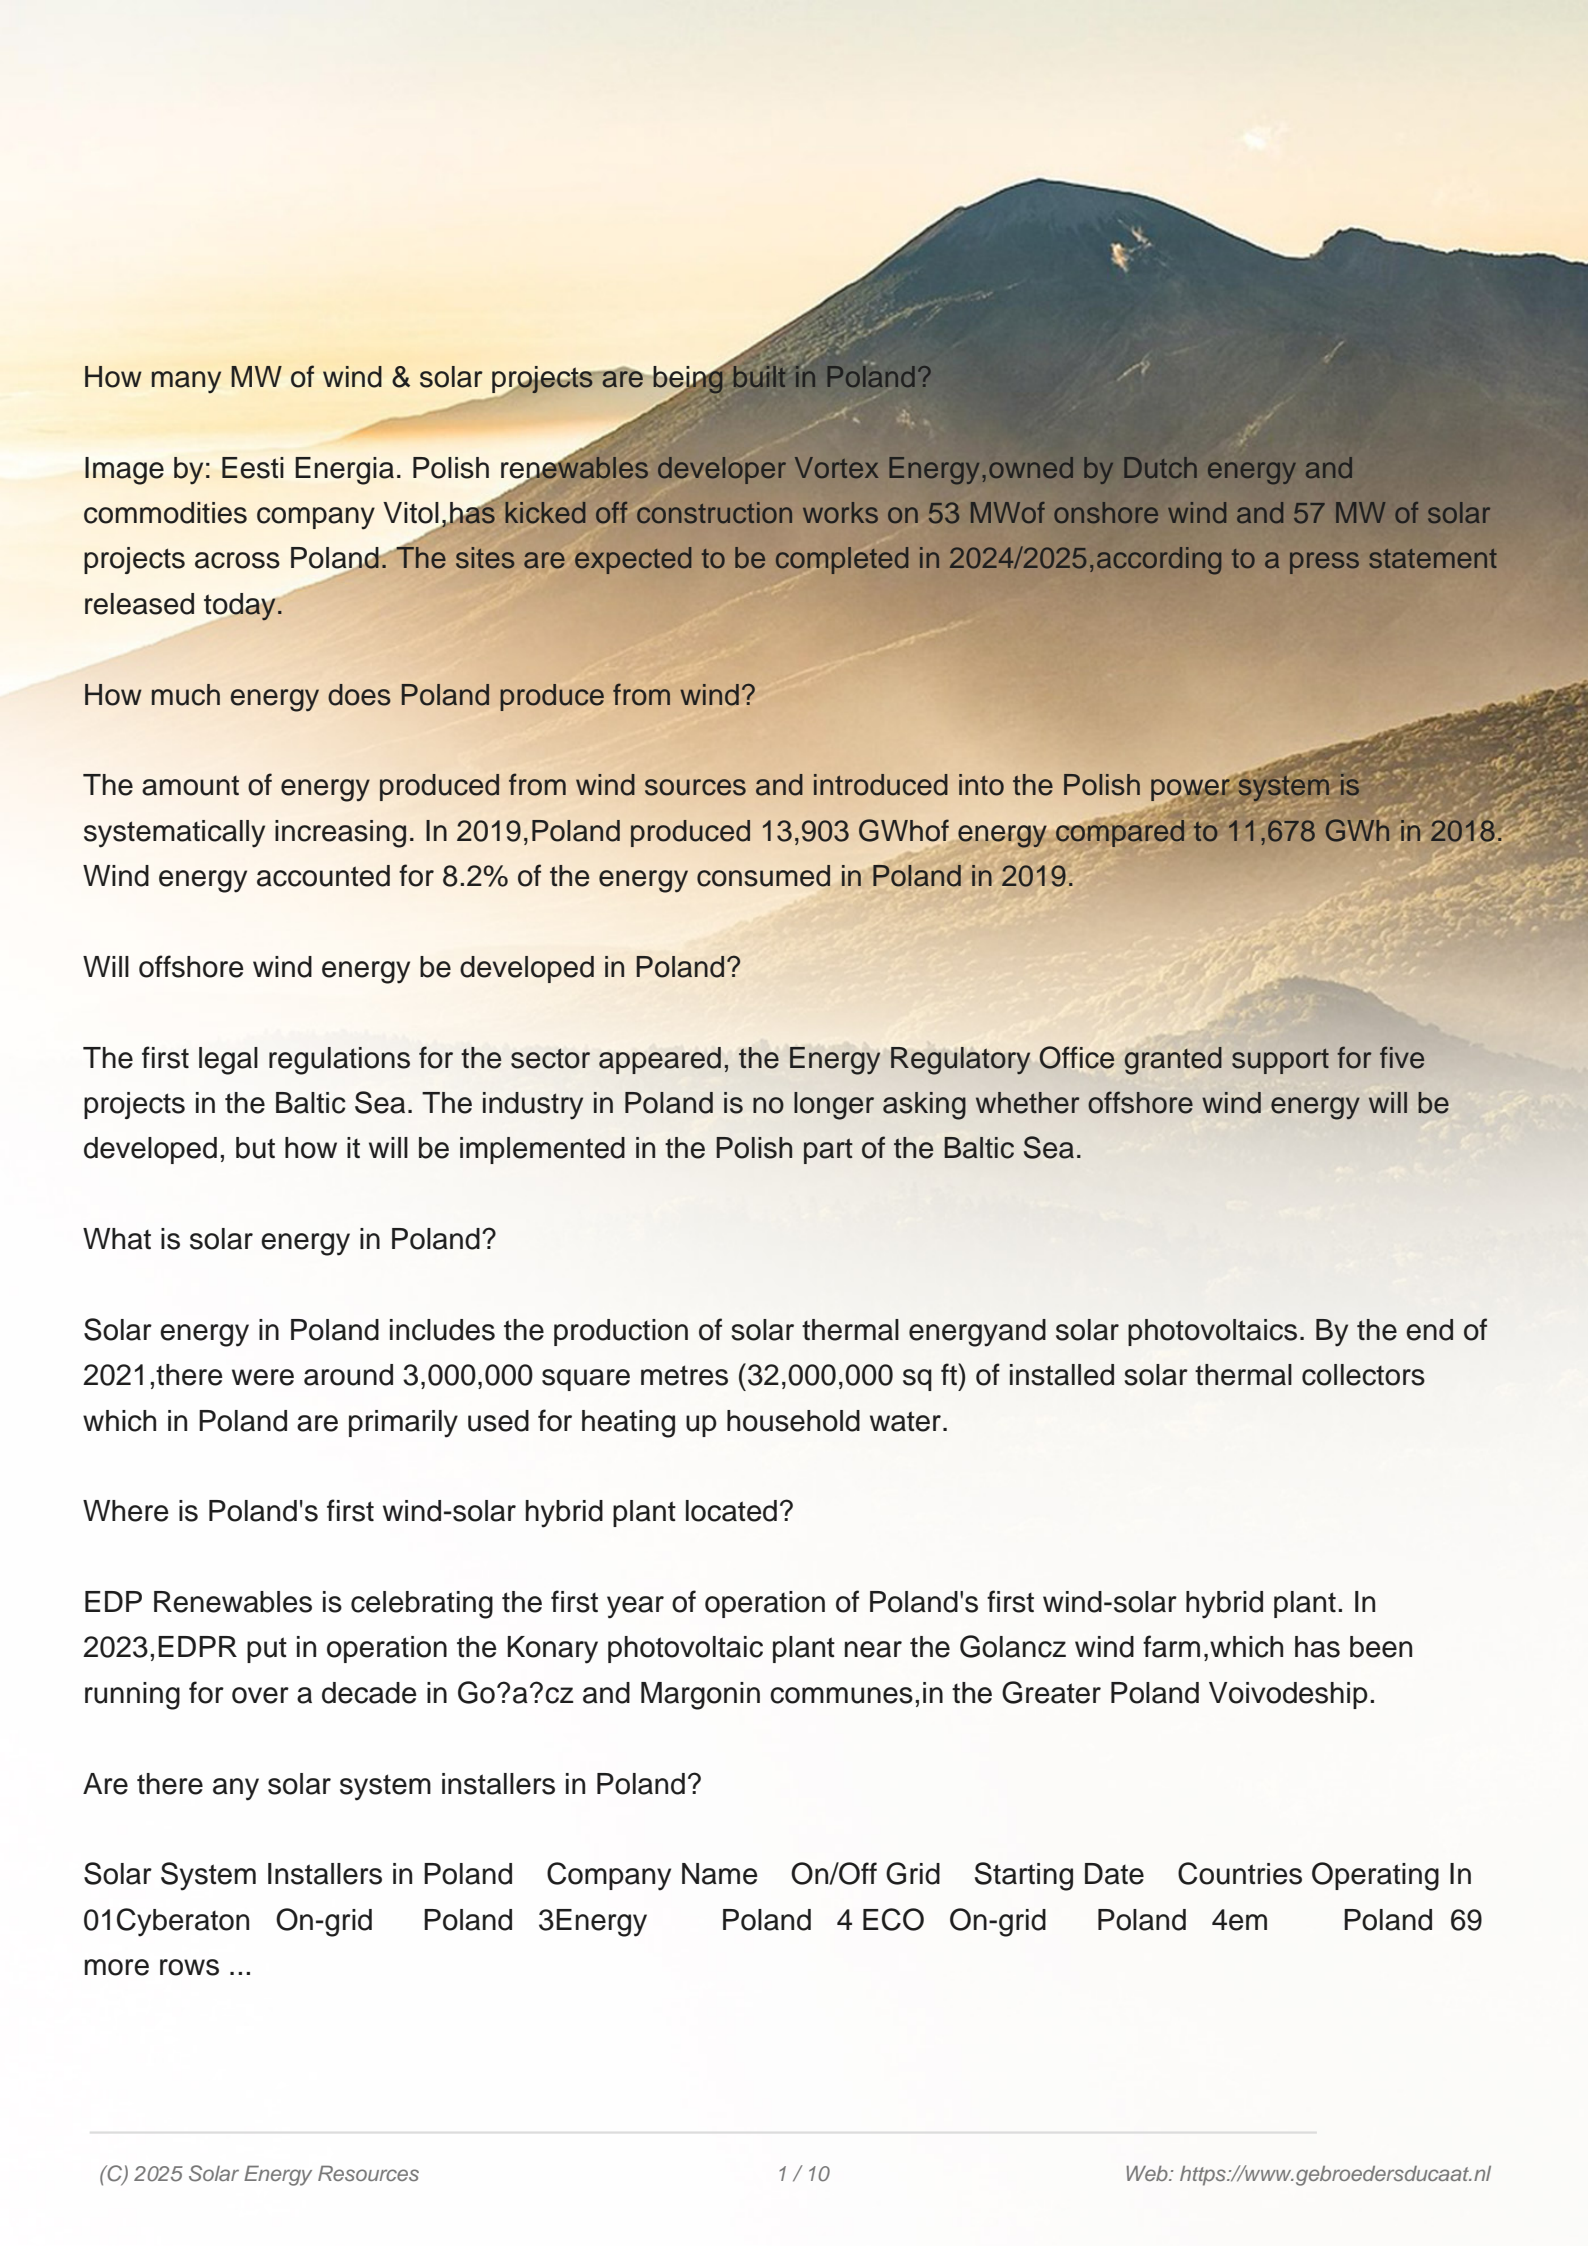 How many MW of wind & solar projects are being built in Poland?
Image by: Eesti Energia. Polish renewables developer Vortex Energy,owned by Dutch energy and
commodities company Vitol,has kicked off construction works on 53 MWof onshore wind and 57 MW of solar
projects across Poland. The sites are expected to be completed in 2024/2025,according to a press statement
released today.
How much energy does Poland produce from wind?
The amount of energy produced from wind sources and introduced into the Polish power system is
systematically increasing. In 2019,Poland produced 13,903 GWhof energy compared to 11,678 GWh in 2018.
Wind energy accounted for 8.2% of the energy consumed in Poland in 2019.
Will offshore wind energy be developed in Poland?
The first legal regulations for the sector appeared, the Energy Regulatory Office granted support for five
projects in the Baltic Sea. The industry in Poland is no longer asking whether offshore wind energy will be
developed, but how it will be implemented in the Polish part of the Baltic Sea.
What is solar energy in Poland?
Solar energy in Poland includes the production of solar thermal energyand solar photovoltaics. By the end of
2021,there were around 3,000,000 square metres (32,000,000 sq ft) of installed solar thermal collectors
which in Poland are primarily used for heating up household water.
Where is Poland's first wind-solar hybrid plant located?
EDP Renewables is celebrating the first year of operation of Poland's first wind-solar hybrid plant. In
2023,EDPR put in operation the Konary photovoltaic plant near the Golancz wind farm,which has been
running for over a decade in Go?a?cz and Margonin communes,in the Greater Poland Voivodeship.
Are there any solar system installers in Poland?
Solar System Installers in Poland Company Name On/Off Grid Starting Date Countries Operating In
01Cyberaton On-grid Poland 3Energy Poland 4 ECO On-grid Poland 4em Poland 69
more rows ...
(C) 2025 Solar Energy Resources 1 / 10 Web: https://www.gebroedersducaat.nl